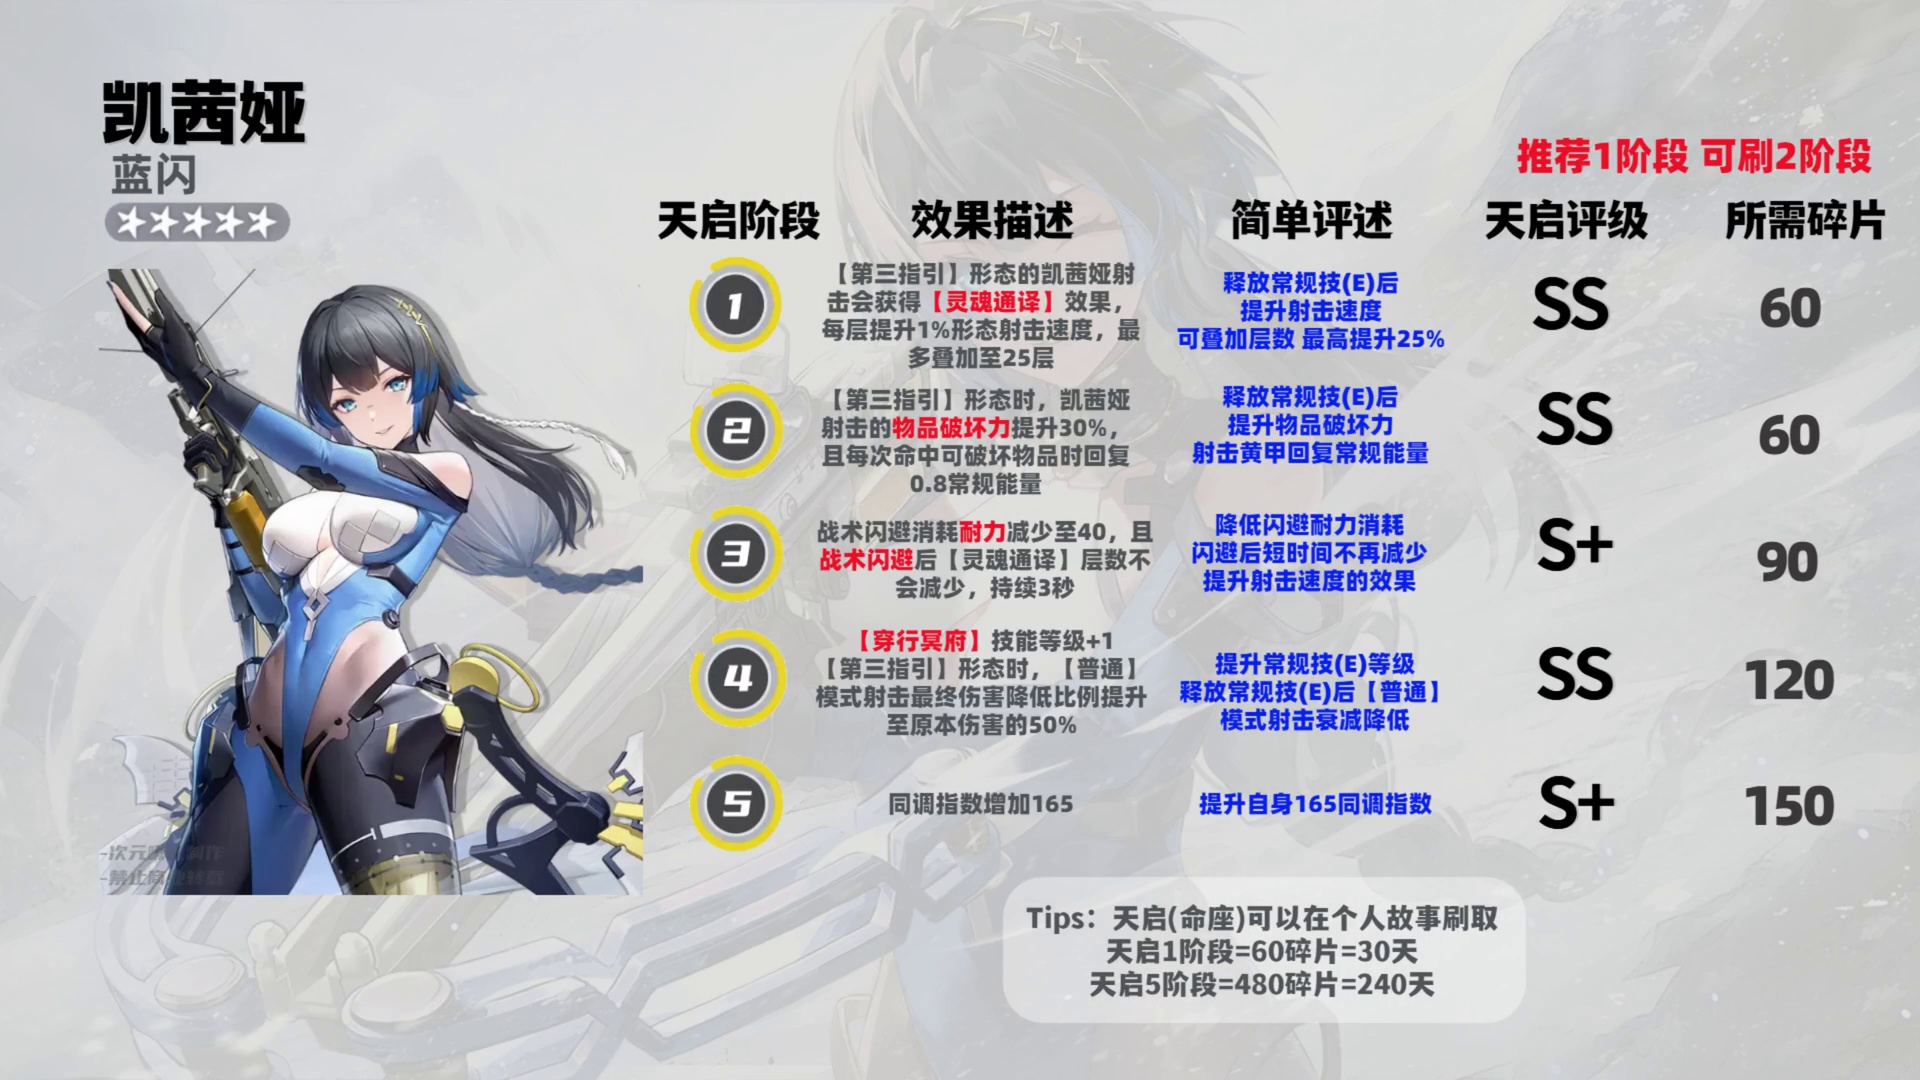 凯茜娅
蓝闪
推荐1阶段 可刷2阶段
天启阶段 效果描述 简单评述 天启评级 所需碎片
1
【第三指引】形态的凯茜娅射
击会获得【灵魂通译】效果，
每层提升1%形态射击速度，最
多叠加至25层
释放常规技(E)后
提升射击速度
可叠加层数 最高提升25%
SS
60
2
【第三指引】形态时，凯茜娅
射击的物品破坏力提升30%，
且每次命中可破坏物品时回复
0.8常规能量
释放常规技(E)后
提升物品破坏力
射击黄甲回复常规能量
SS
60
3
战术闪避消耗耐力减少至40，且
战术闪避后【灵魂通译】层数不
会减少，持续3秒
降低闪避耐力消耗
闪避后短时间不再减少
提升射击速度的效果
S+
90
4
【穿行冥府】技能等级+1
【第三指引】形态时，【普通】
模式射击最终伤害降低比例提升
至原本伤害的50%
提升常规技(E)等级
释放常规技(E)后【普通】
模式射击衰减降低
SS
120
5
同调指数增加165
提升自身165同调指数
S+
150
Tips：天启(命座)可以在个人故事刷取
天启1阶段=60碎片=30天
天启5阶段=480碎片=240天